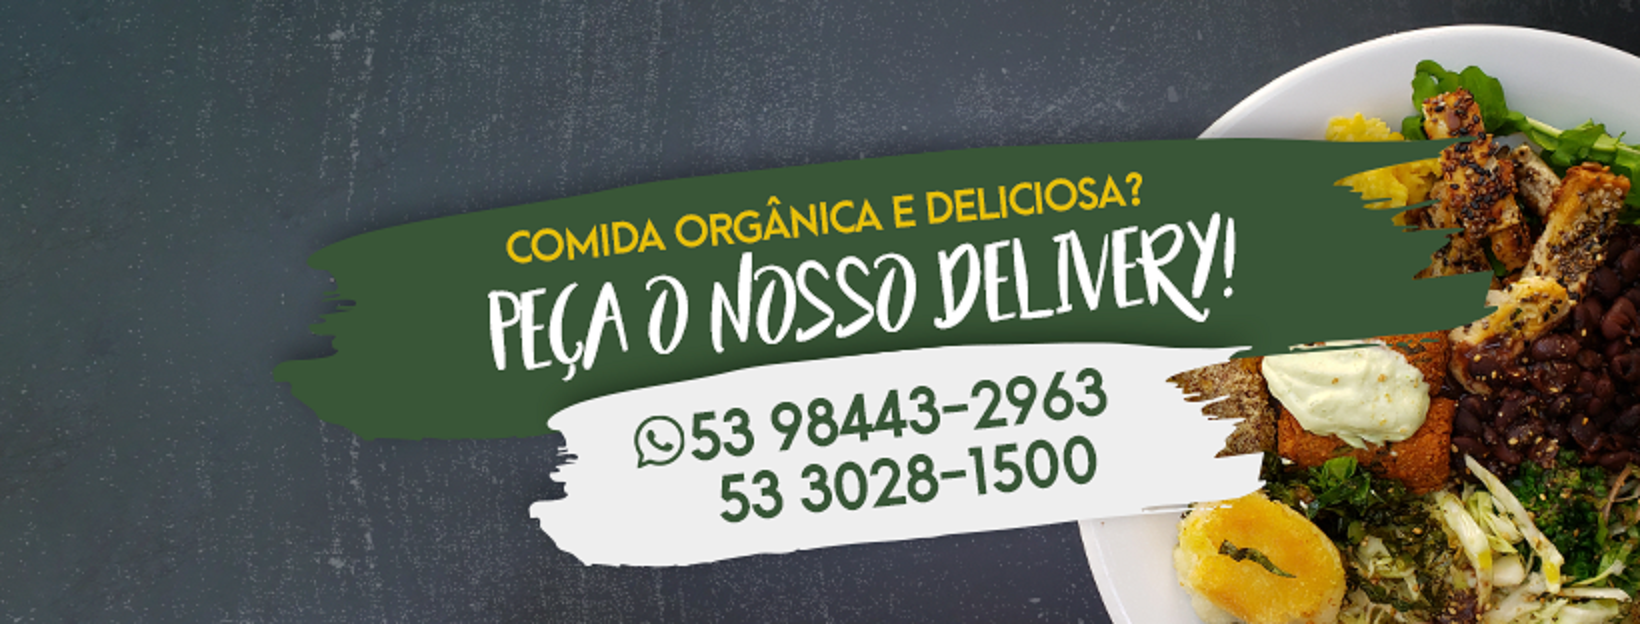 COMIDA ORGÂNICA E DELICIOSA?
PEÇA O NOSSO DELIVERY!
53 98443-2963
53 3028-1500